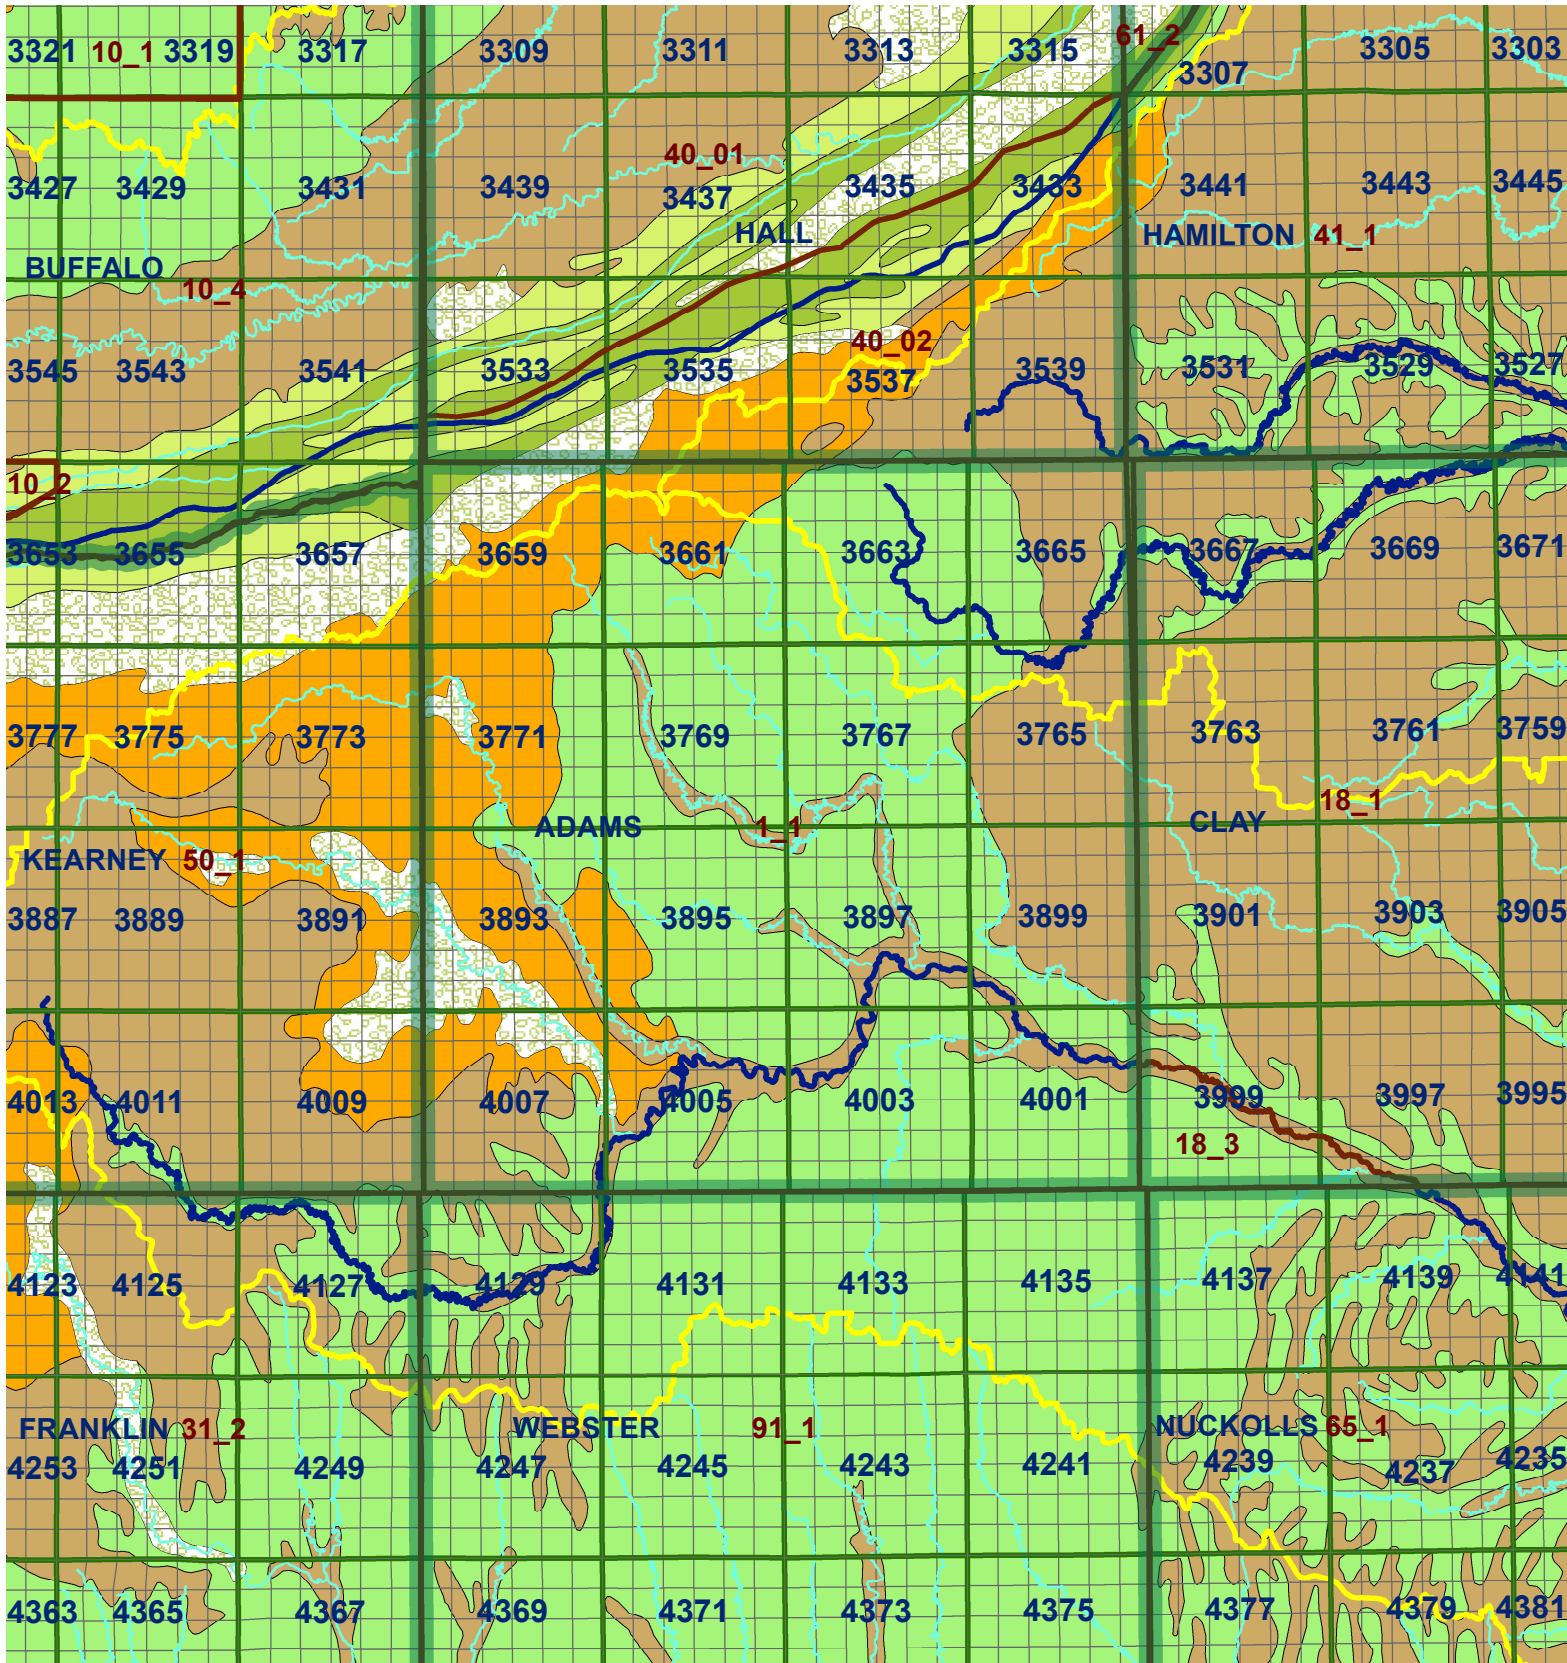 3321 10_1 3319 3317 3309 3311 3313 3315 61_2 3305 3303
3307
40_01
3427 3429 3431 3439 3437 3435 3433 3441 3443 3445
HALL HAMILTON 41_1
BUFFALO
10_4
40_02
3545 3543 3541 3533 3535 3537 3539 3531 3529 3527
10_2
3653 3655 3657 3659 3661 3663 3665 3667 3669 3671
3777 3775 3773 3771 3769 3767 3765 3763 3761 3759
18_1
ADAMS 1_1 CLAY
KEARNEY 50_1
3887 3889 3891 3893 3895 3897 3899 3901 3903 3905
4013 4011 4009 4007 4005 4003 4001 3999 3997 3995
18_3
4123 4125 4127 4129 4131 4133 4135 4137 4139 4141
FRANKLIN 31_2 WEBSTER 91_1 NUCKOLLS 65_1
4253 4251 4249 4247 4245 4243 4241 4239 4237 4235
4363 4365 4367 4369 4371 4373 4375 4377 4379 4381